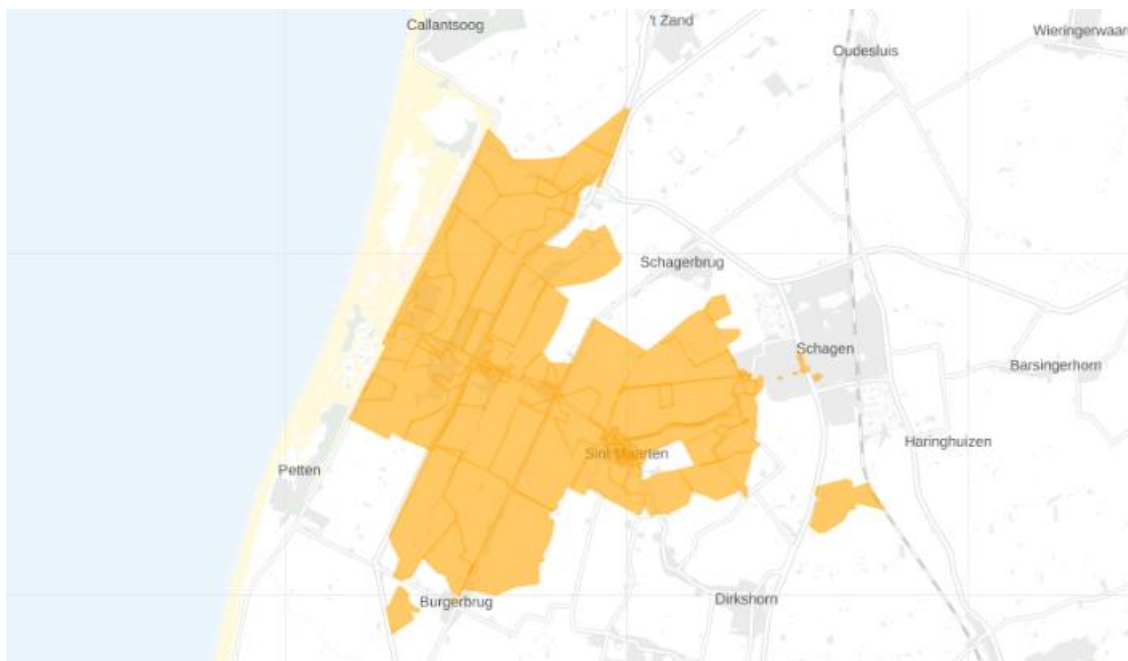 Callantsoog
't Zand
Oudesluis
Wieringerwaar
Schagerbrug
Schagen
Barsingerhorn
Haringhuizen
Sint Maarten
Petten
Burgerbrug
Dirkshorn